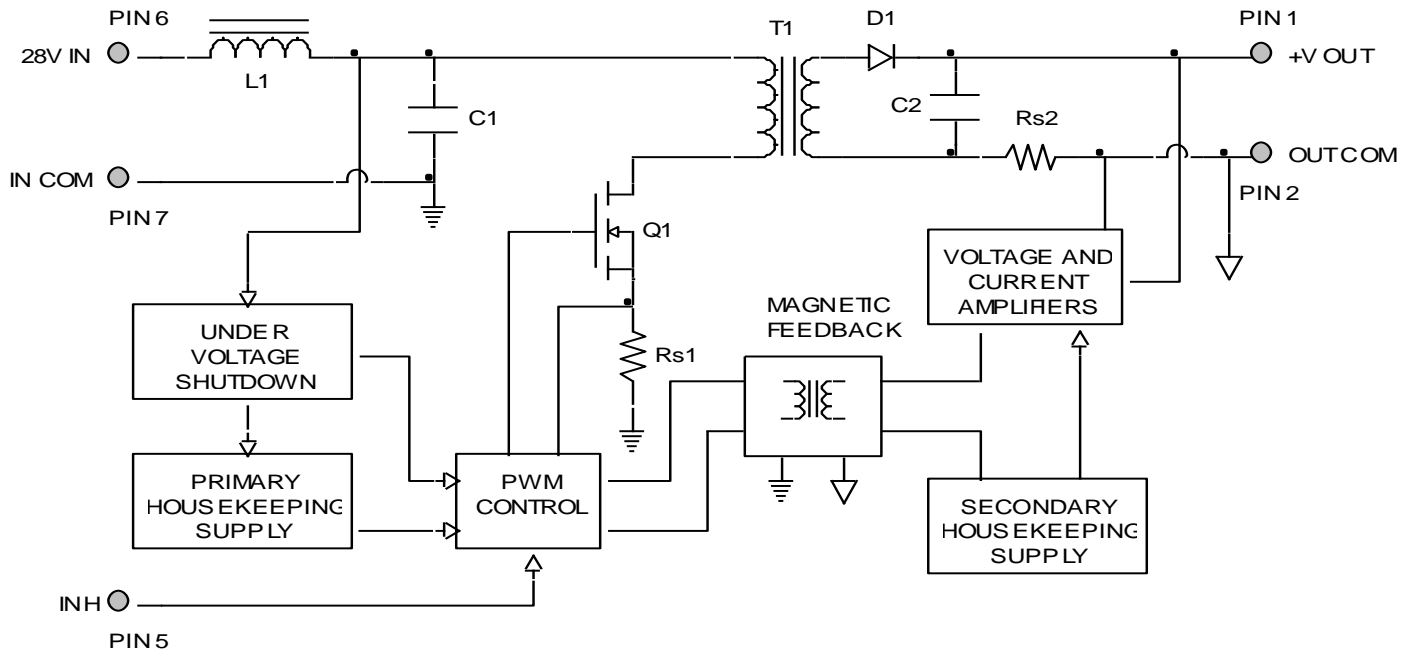 PIN 6
28V IN
L1
C1
IN COM
PIN 7
T1
D1
PIN 1
+V OUT
C2
Rs2
OUT COM
PIN 2
Q1
Rs1
UNDER
VOLTAGE
SHUTDOWN
MAGNETIC
FEEDBACK
VOLTAGE AND
CURRENT
AMPLIFIERS
PRIMARY
HOUSEKEEPING
SUPPLY
PWM
CONTROL
SECONDARY
HOUSEKEEPING
SUPPLY
INH
PIN 5